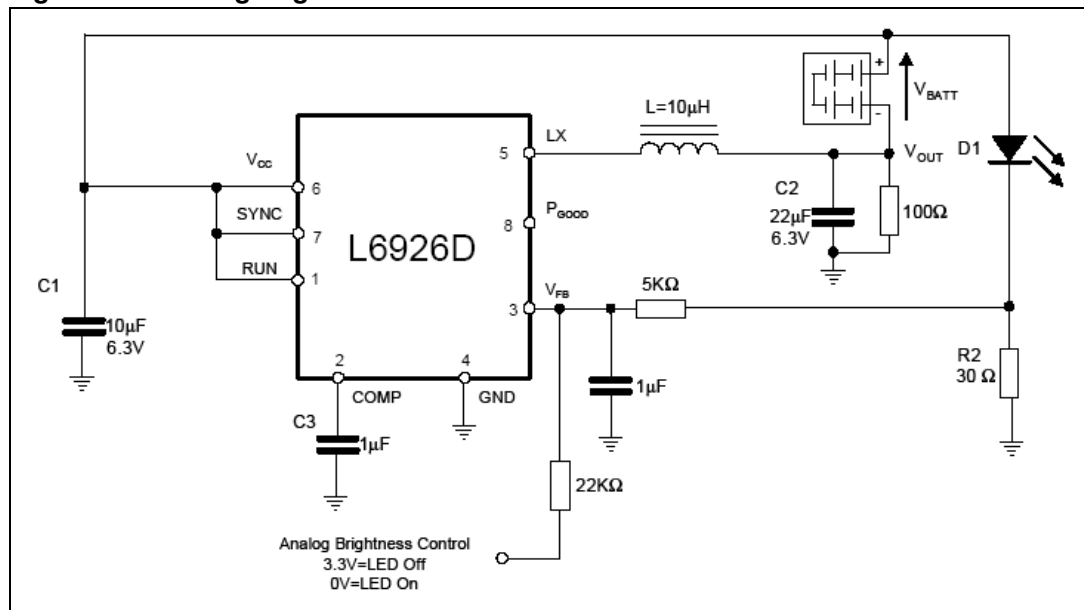 L=10µH
+
-
V_BATT
LX
5
V_CC
6
SYNC
7
RUN
1
L6926D
P_GOOD
8
V_FB
3
V_OUT
D1
C2
22µF
6.3V
100Ω
5KΩ
C1
10µF
6.3V
2
COMP
4
GND
C3
1µF
1µF
R2
30 Ω
22KΩ
Analog Brightness Control
3.3V=LED Off
0V=LED On